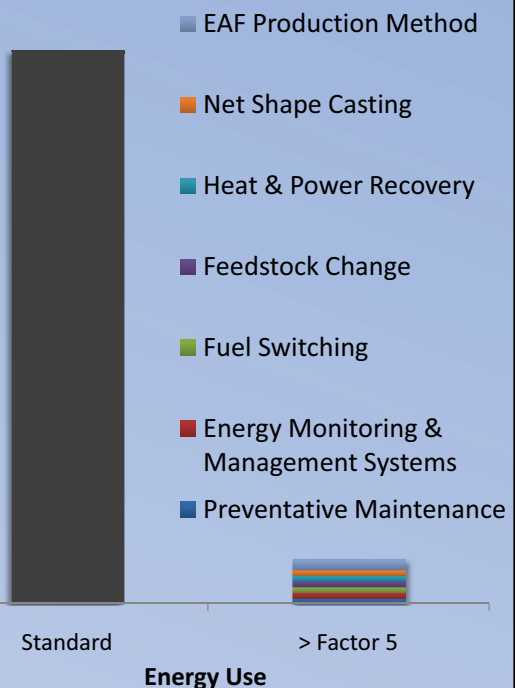 EAF Production Method
Net Shape Casting
Heat & Power Recovery
Feedstock Change
Fuel Switching
Energy Monitoring &
Management Systems
Preventative Maintenance
Standard
> Factor 5
Energy Use